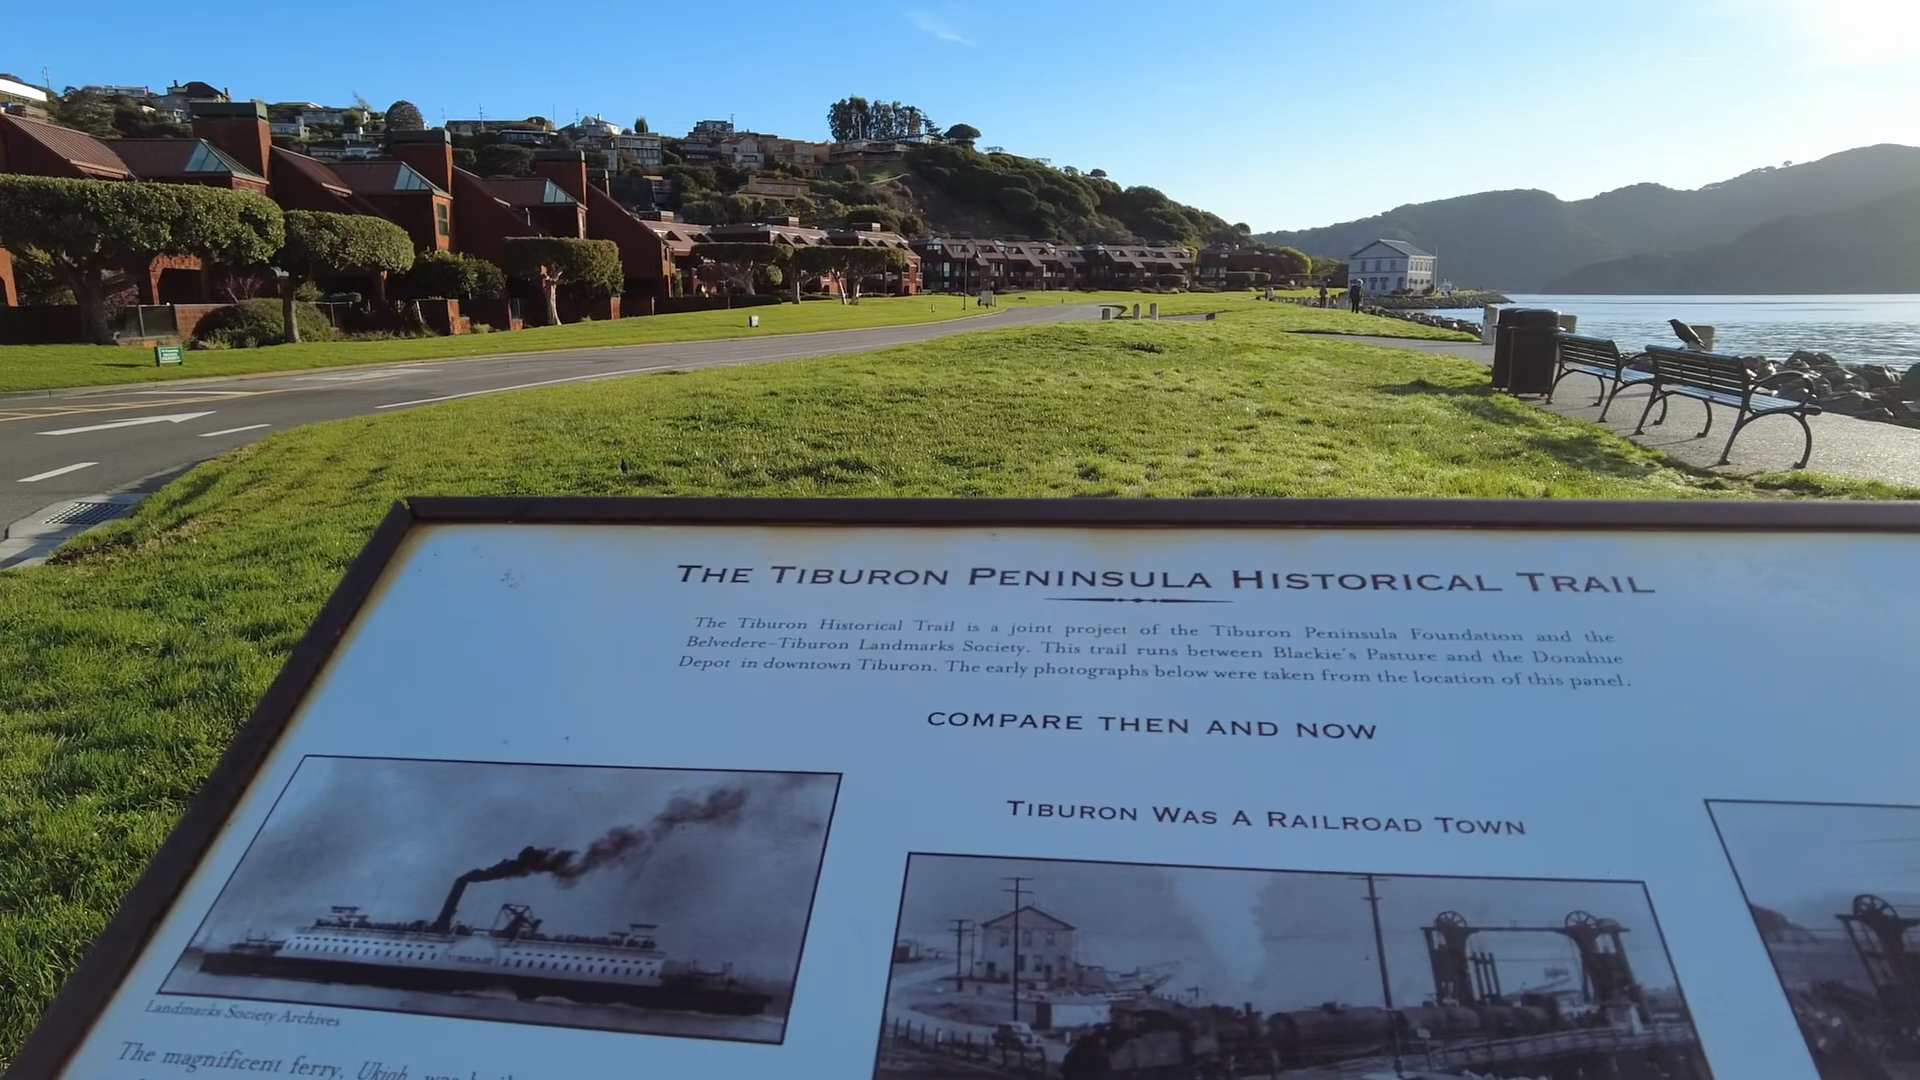 THE TIBURON PENINSULA HISTORICAL TRAIL
The Tiburon Historical Trail is a joint project of the Tiburon Peninsula Foundation and the
Belvedere-Tiburon Landmarks Society. This trail runs between Blackie's Pasture and the Donahue
Depot in downtown Tiburon. The early photographs below were taken from the location of this panel.
COMPARE THEN AND NOW
TIBURON WAS A RAILROAD TOWN
Landmarks Society Archives
The magnificent ferry, Ukiah, was